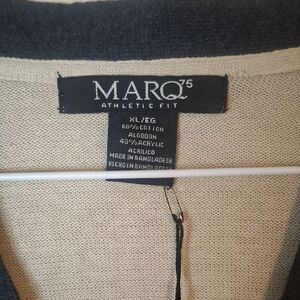 MARQ75
ATHLETIC FIT
XL/EG
60% COTTON
ALGODON
40% ACRYLIC
ACRILICO
MADE IN BANGLADESH
HECHO EN BANGLADESH